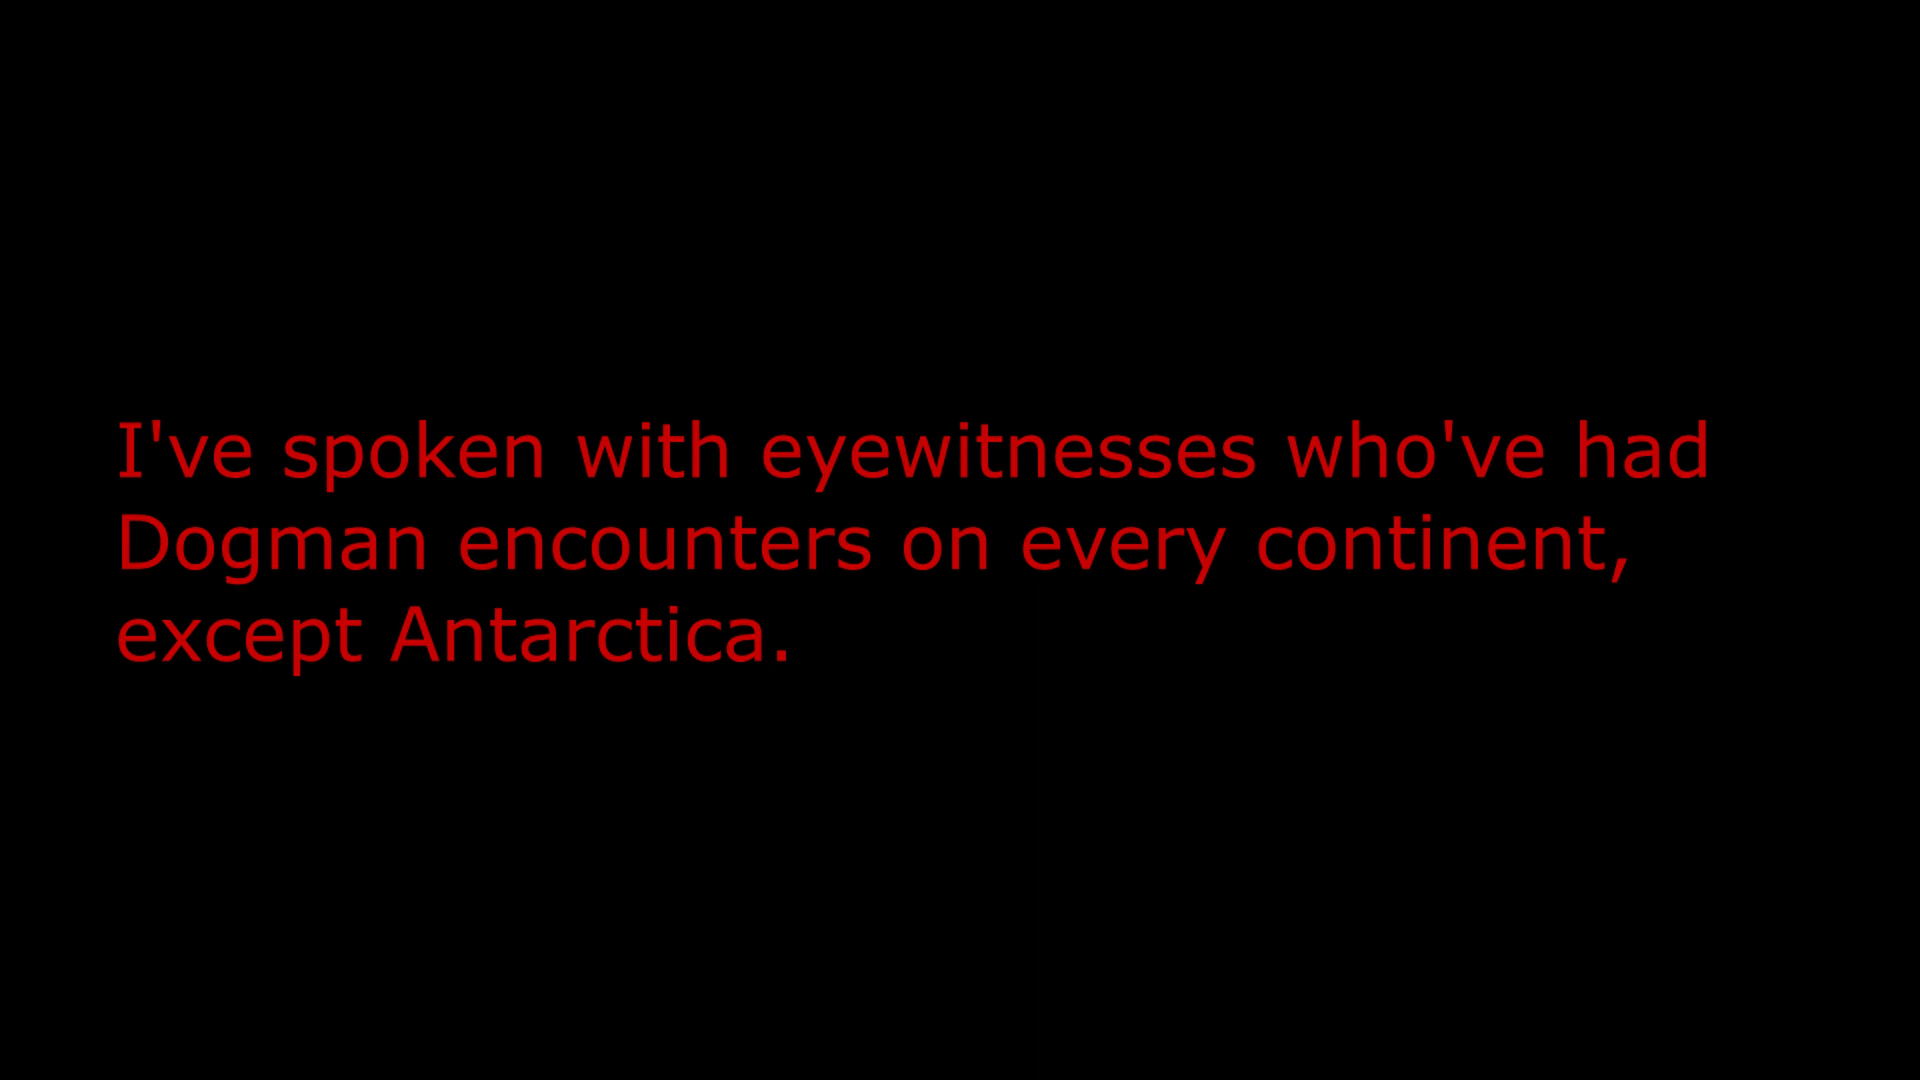 I've spoken with eyewitnesses who've had
Dogman encounters on every continent,
except Antarctica.